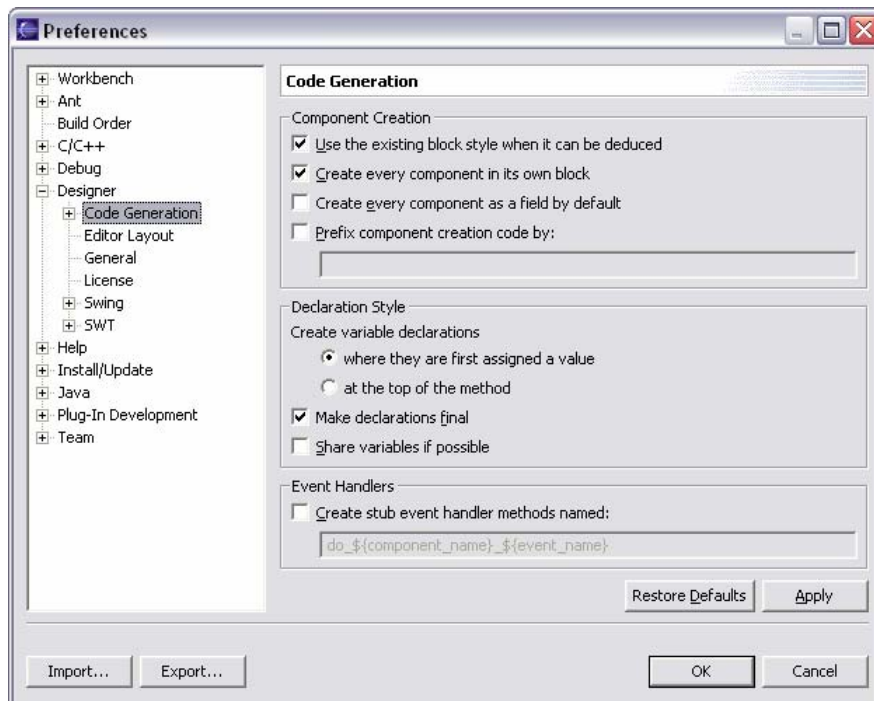 Preferences
Workbench
Ant
Build Order
C/C++
Debug
Designer
Code Generation
Editor Layout
General
License
Swing
SWT
Help
Install/Update
Java
Plug-In Development
Team
Code Generation
Component Creation
Use the existing block style when it can be deduced
Create every component in its own block
Create every component as a field by default
Prefix component creation code by:
Declaration Style
Create variable declarations
where they are first assigned a value
at the top of the method
Make declarations final
Share variables if possible
Event Handlers
Create stub event handler methods named:
do_${component_name}_${event_name}
Restore Defaults
Apply
Import...
Export...
OK
Cancel